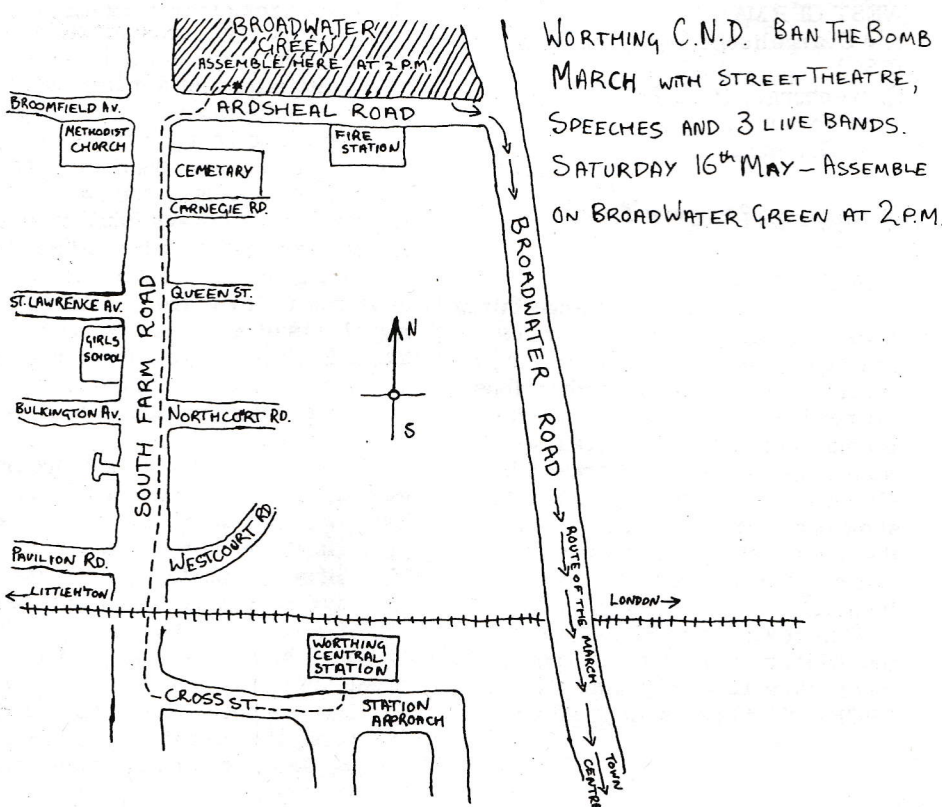 WORTHING C.N.D. BAN THE BOMB
MARCH WITH STREET THEATRE,
SPEECHES AND 3 LIVE BANDS.
SATURDAY 16th MAY – ASSEMBLE
ON BROADWATER GREEN AT 2 P.M.
BROADWATER
GREEN
ASSEMBLE HERE AT 2 P.M.
BROOMFIELD AV.
ARDSHEAL ROAD
METHODIST
CHURCH
FIRE
STATION
CEMETARY
CARNEGIE RD.
ST. LAWRENCE AV.
QUEEN ST.
GIRLS
SCHOOL
BULKINGTON AV.
NORTHCORT RD.
SOUTH FARM ROAD
N
S
BROADWATER ROAD
PAVILION RD.
WESTCOURT RD.
LITTLEH'TON
LONDON
ROUTE OF THE MARCH
WORTHING
CENTRAL
STATION
CROSS ST.
STATION
APPROACH
TOWN
CENTRE